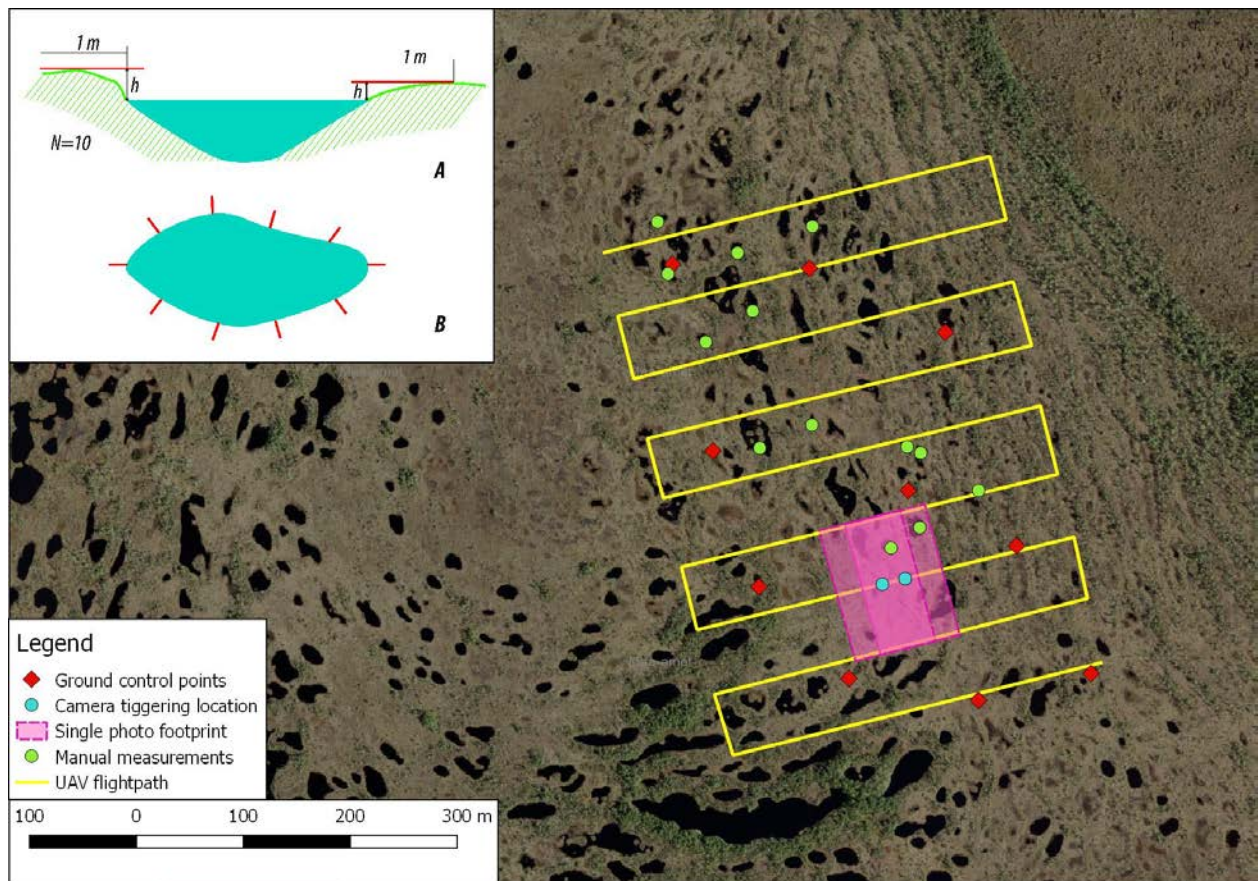 1 m
1 m
h
h
N=10
A
B
Legend
Ground control points
Camera tiggering location
Single photo footprint
Manual measurements
UAV flightpath
100 0 100 200 300 m